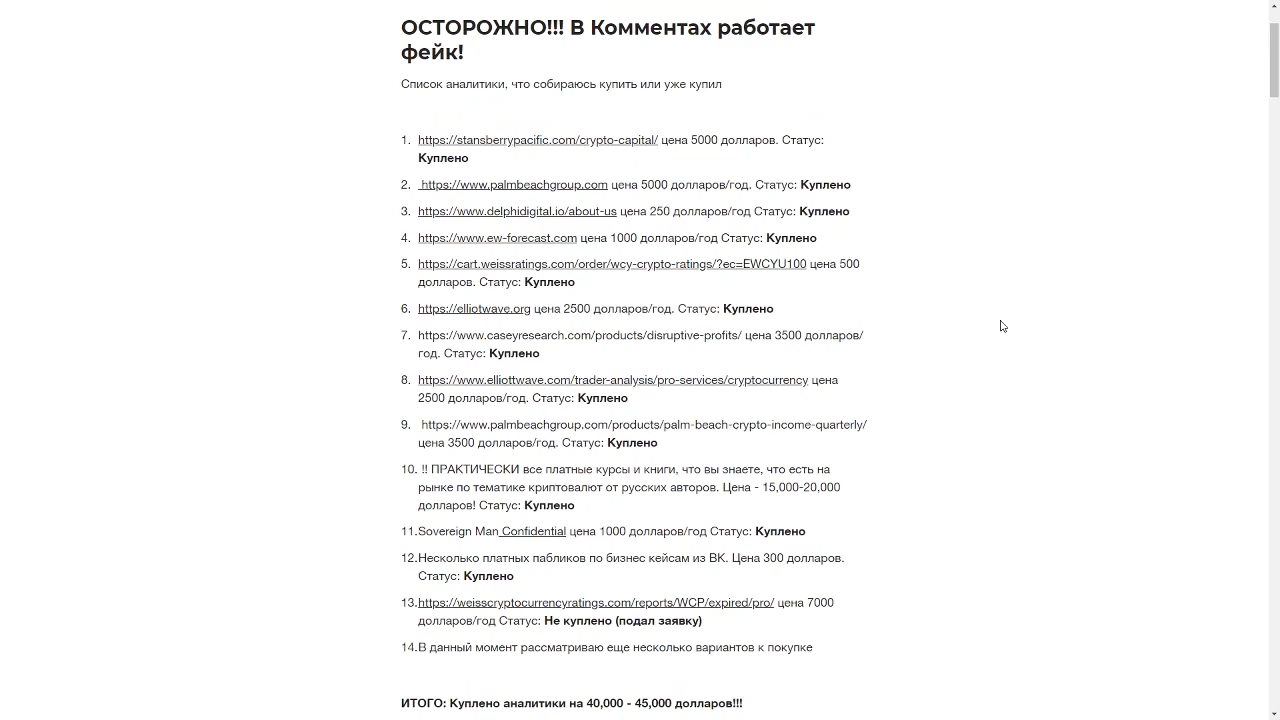 ОСТОРОЖНО!!! В Комментах работает
фейк!
Список аналитики, что собираюсь купить или уже купил
1. https://stansberrypacific.com/crypto-capital/ цена 5000 долларов. Статус:
Куплено
2. https://www.palmbeachgroup.com цена 5000 долларов/год. Статус: Куплено
3. https://www.delphidigital.io/about-us цена 250 долларов/год Статус: Куплено
4. https://www.ew-forecast.com цена 1000 долларов/год Статус: Куплено
5. https://cart.weissratings.com/order/wcy-crypto-ratings/?ec=EWCYU100 цена 500
долларов. Статус: Куплено
6. https://elliotwave.org цена 2500 долларов/год. Статус: Куплено
7. https://www.caseyresearch.com/products/disruptive-profits/ цена 3500 долларов/
год. Статус: Куплено
8. https://www.elliottwave.com/trader-analysis/pro-services/cryptocurrency цена
2500 долларов/год. Статус: Куплено
9. https://www.palmbeachgroup.com/products/palm-beach-crypto-income-quarterly/
цена 3500 долларов/год. Статус: Куплено
10. !! ПРАКТИЧЕСКИ все платные курсы и книги, что вы знаете, что есть на
рынке по тематике криптовалют от русских авторов. Цена - 15,000-20,000
долларов! Статус: Куплено
11.Sovereign Man Confidential цена 1000 долларов/год Статус: Куплено
12.Несколько платных пабликов по бизнес кейсам из ВК. Цена 300 долларов.
Статус: Куплено
13.https://weisscryptocurrencyratings.com/reports/WCP/expired/pro/ цена 7000
долларов/год Статус: Не куплено (подал заявку)
14.В данный момент рассматриваю еще несколько вариантов к покупке
ИТОГО: Куплено аналитики на 40,000 - 45,000 долларов!!!